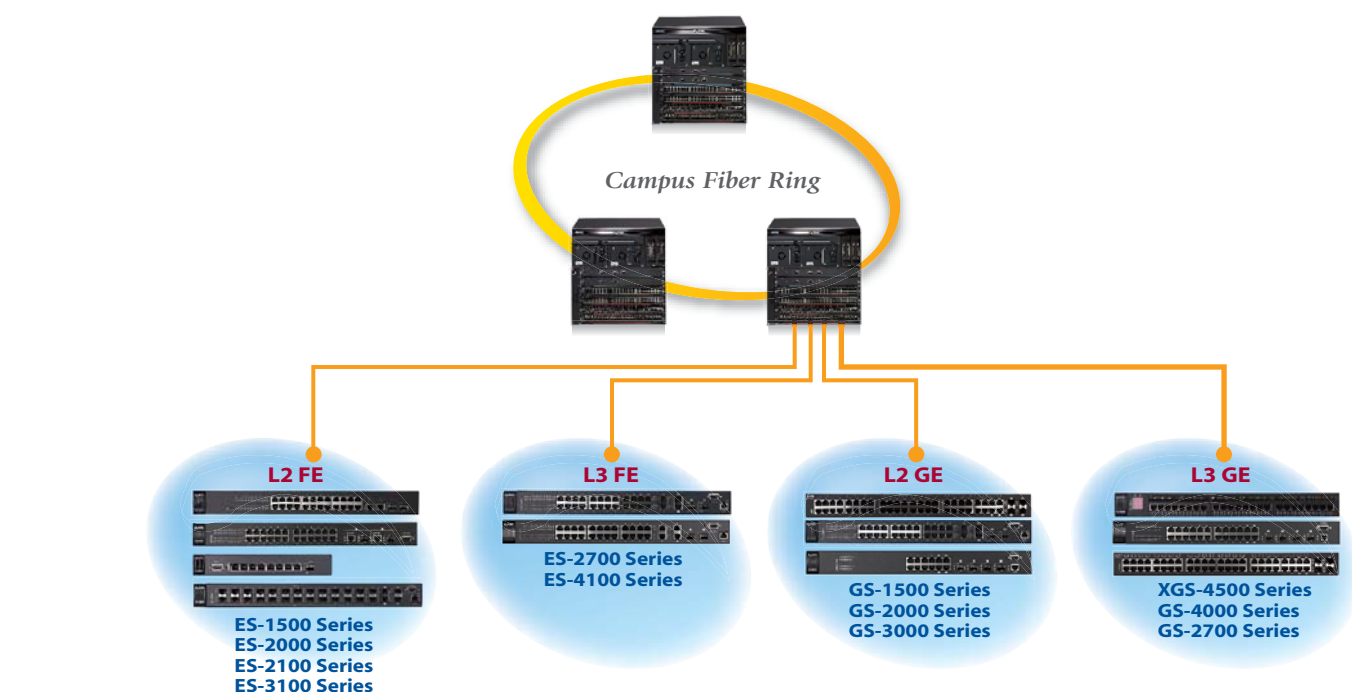 Campus Fiber Ring
L2 FE
ES-1500 Series
ES-2000 Series
ES-2100 Series
ES-3100 Series
L3 FE
ES-2700 Series
ES-4100 Series
L2 GE
GS-1500 Series
GS-2000 Series
GS-3000 Series
L3 GE
XGS-4500 Series
GS-4000 Series
GS-2700 Series